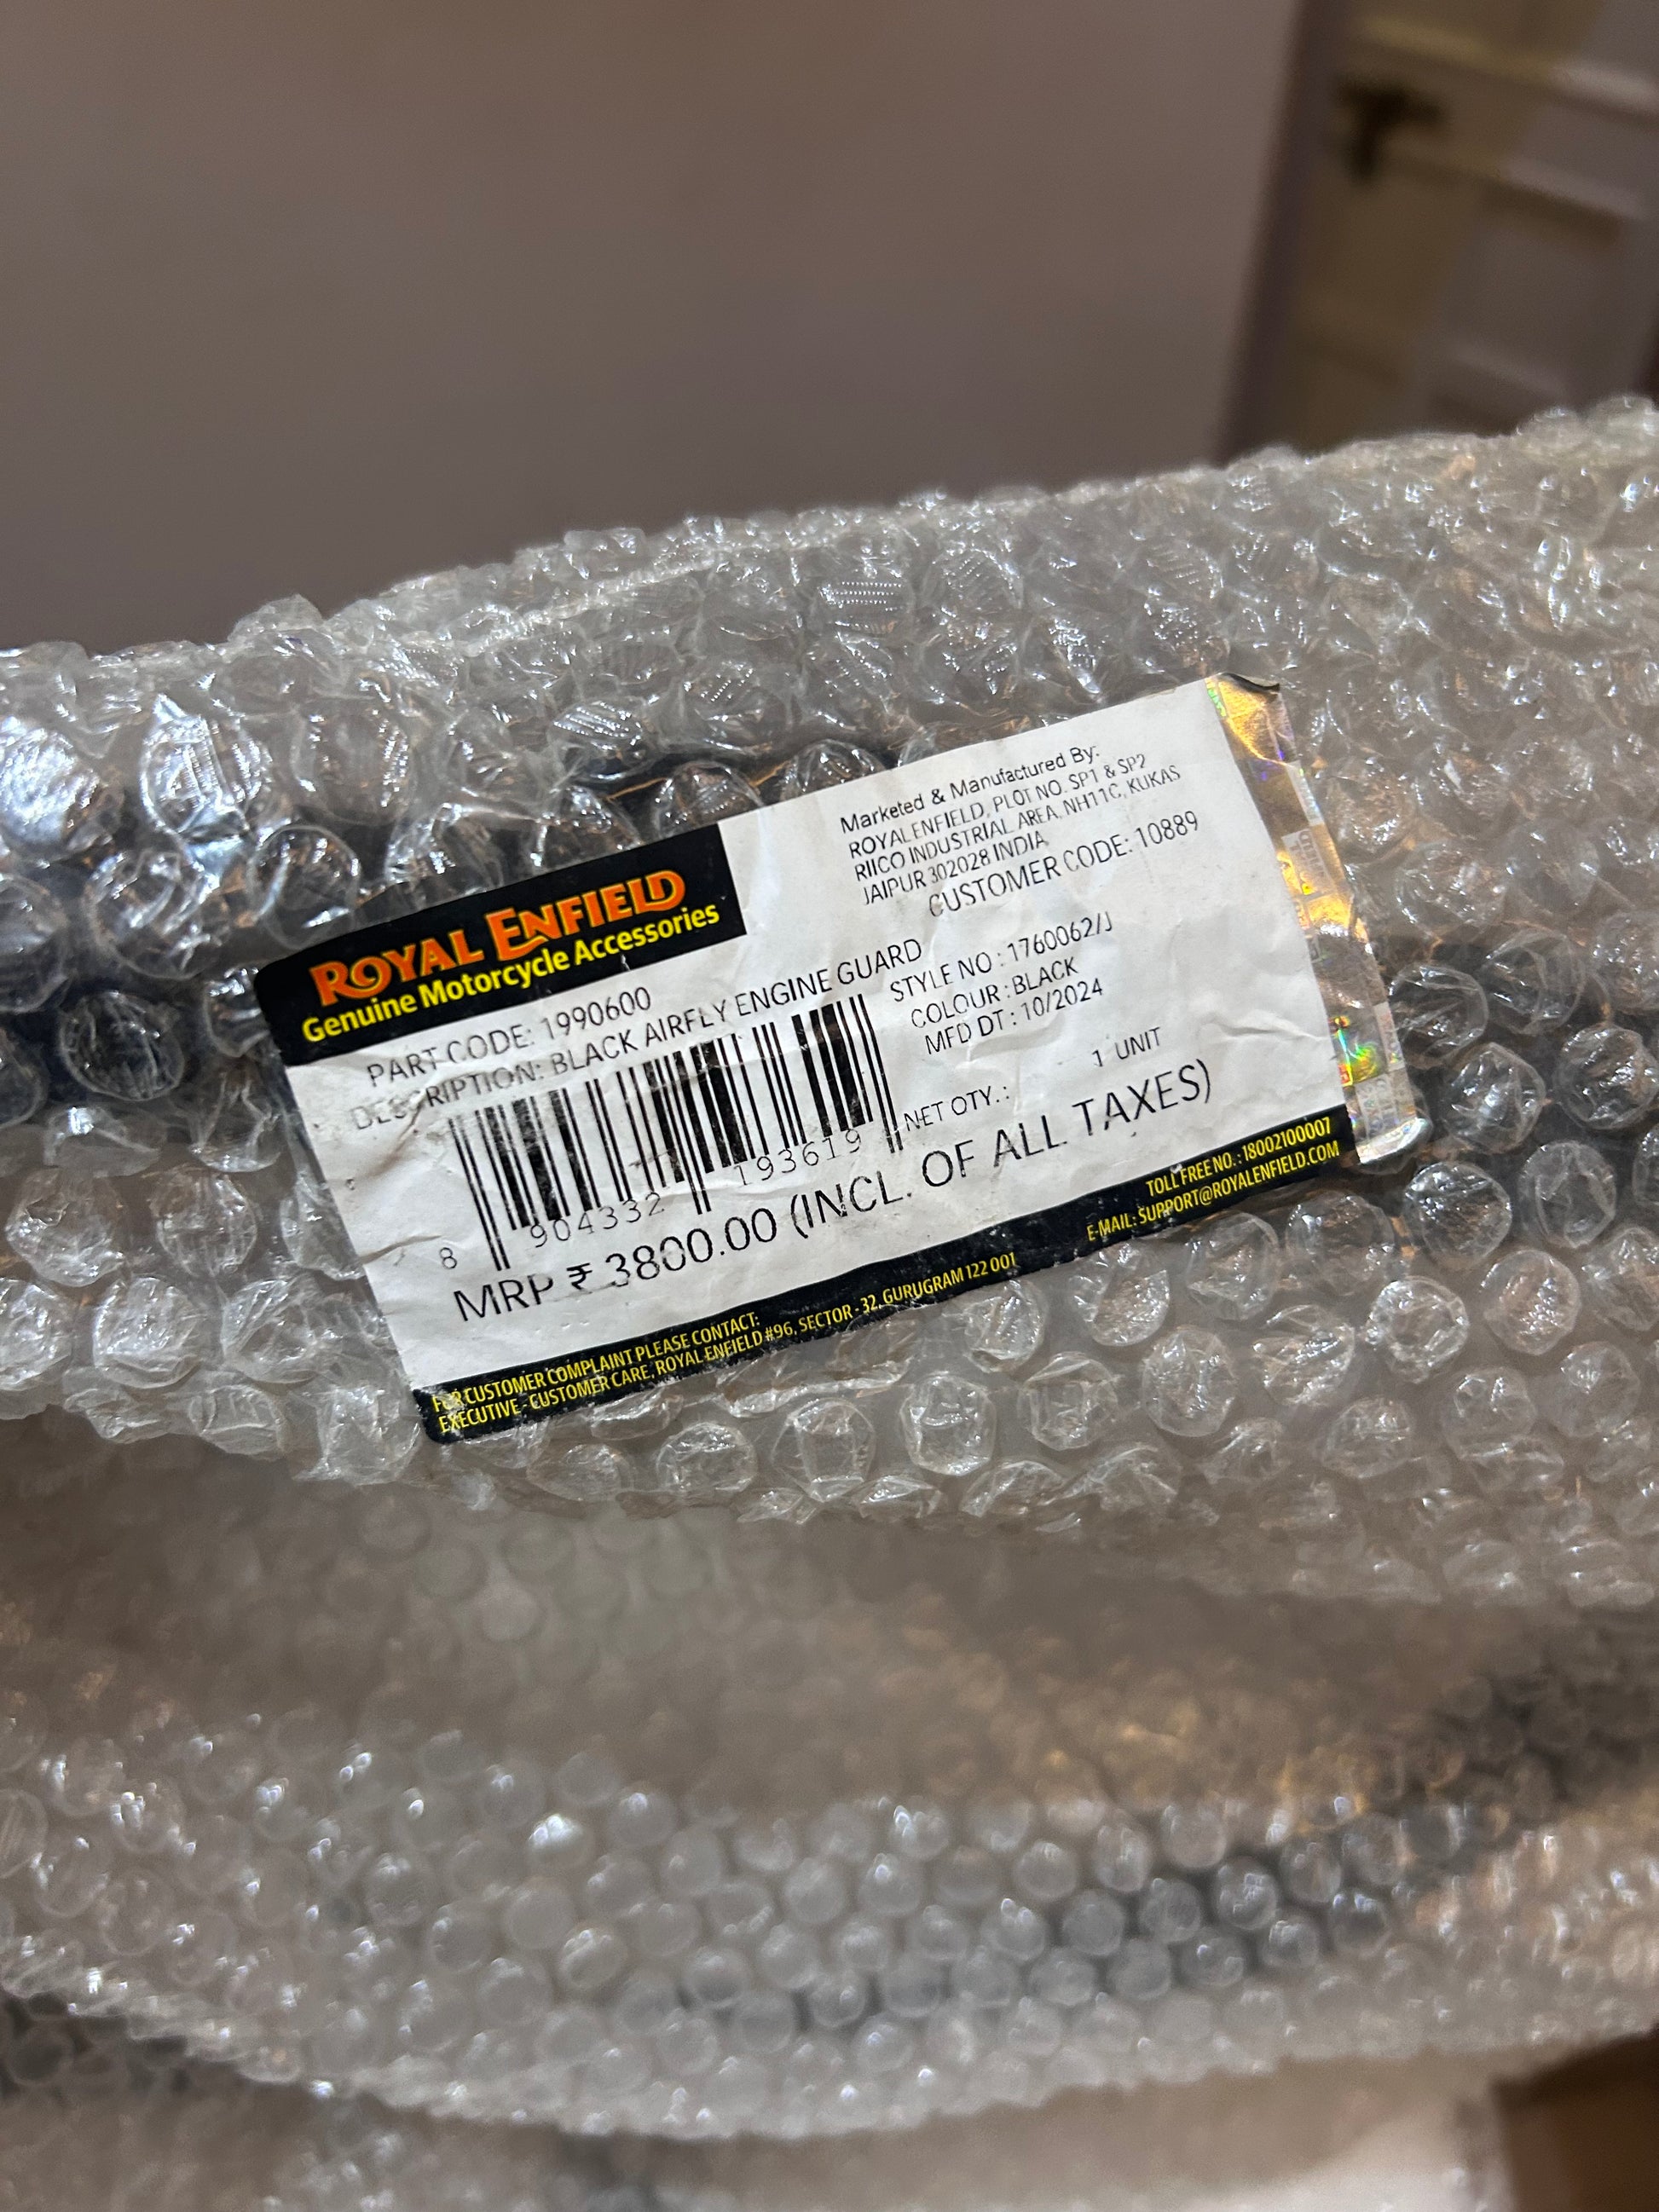 ROYAL ENFIELD
Genuine Motorcycle Accessories
Marketed & Manufactured By:
ROYALENFIELD, PLOT NO. SP1 & SP2
RIICO INDUSTRIAL AREA, NH11C, KUKAS
JAIPUR 302028 INDIA
CUSTOMER CODE: 10889
PART CODE: 1990600
DESCRIPTION: BLACK AIRFLY ENGINE GUARD
STYLE NO : 1760062/J
COLOUR : BLACK
MFD DT : 10/2024
NET QTY. : 1 UNIT
8 904332 193619
MRP ₹ 3800.00 (INCL. OF ALL TAXES)
FOR CUSTOMER COMPLAINT PLEASE CONTACT:
EXECUTIVE - CUSTOMER CARE, ROYAL ENFIELD #96, SECTOR - 32, GURUGRAM 122 001
TOLL FREE NO. : 18002100007
E-MAIL: SUPPORT@ROYALENFIELD.COM